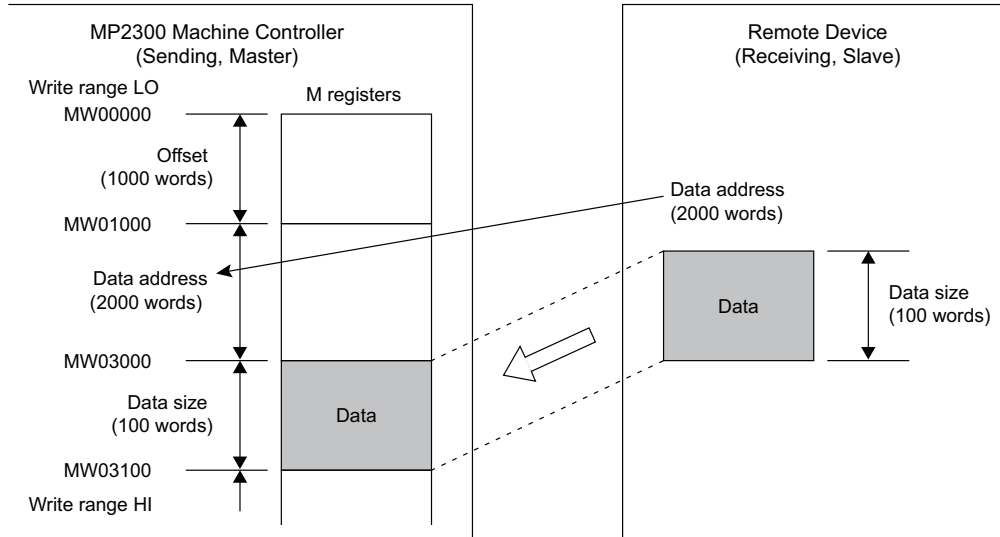 MP2300 Machine Controller
(Sending, Master)
Write range LO
MW00000
M registers
Offset
(1000 words)
MW01000
Data address
(2000 words)
MW03000
Data size
(100 words)
Data
MW03100
Write range HI
Remote Device
(Receiving, Slave)
Data address
(2000 words)
Data
Data size
(100 words)